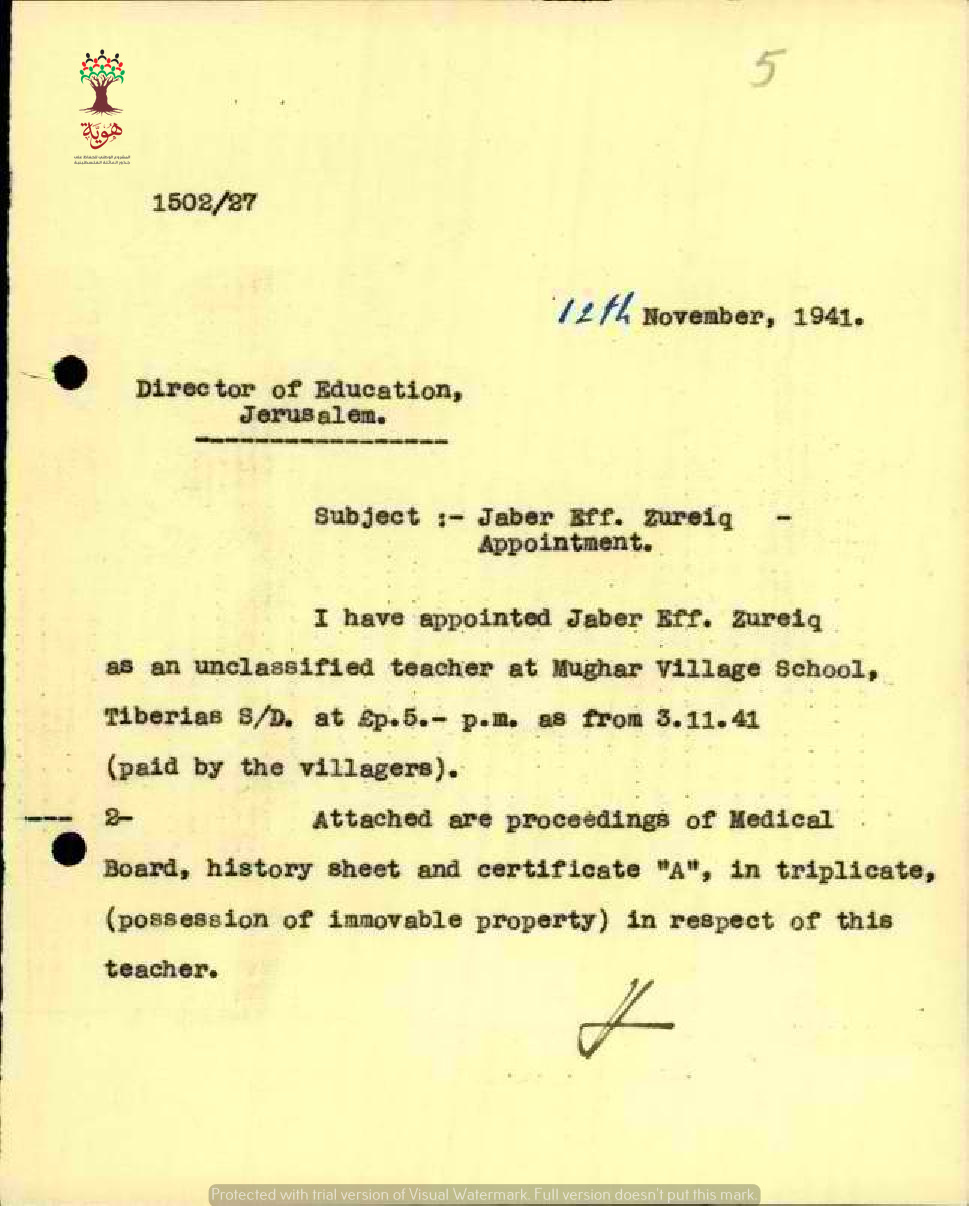 5
هوية
1502/27
12th November, 1941.
Director of Education,
Jerusalem.
Subject :- Jaber Eff. Zureiq -
Appointment.
I have appointed Jaber Eff. Zureiq
as an unclassified teacher at Mughar Village School,
Tiberias S/D. at £p.5.- p.m. as from 3.11.41
(paid by the villagers).
2- Attached are proceedings of Medical
Board, history sheet and certificate "A", in triplicate,
(possession of immovable property) in respect of this
teacher.
Protected with trial version of Visual Watermark. Full version doesn't put this mark.